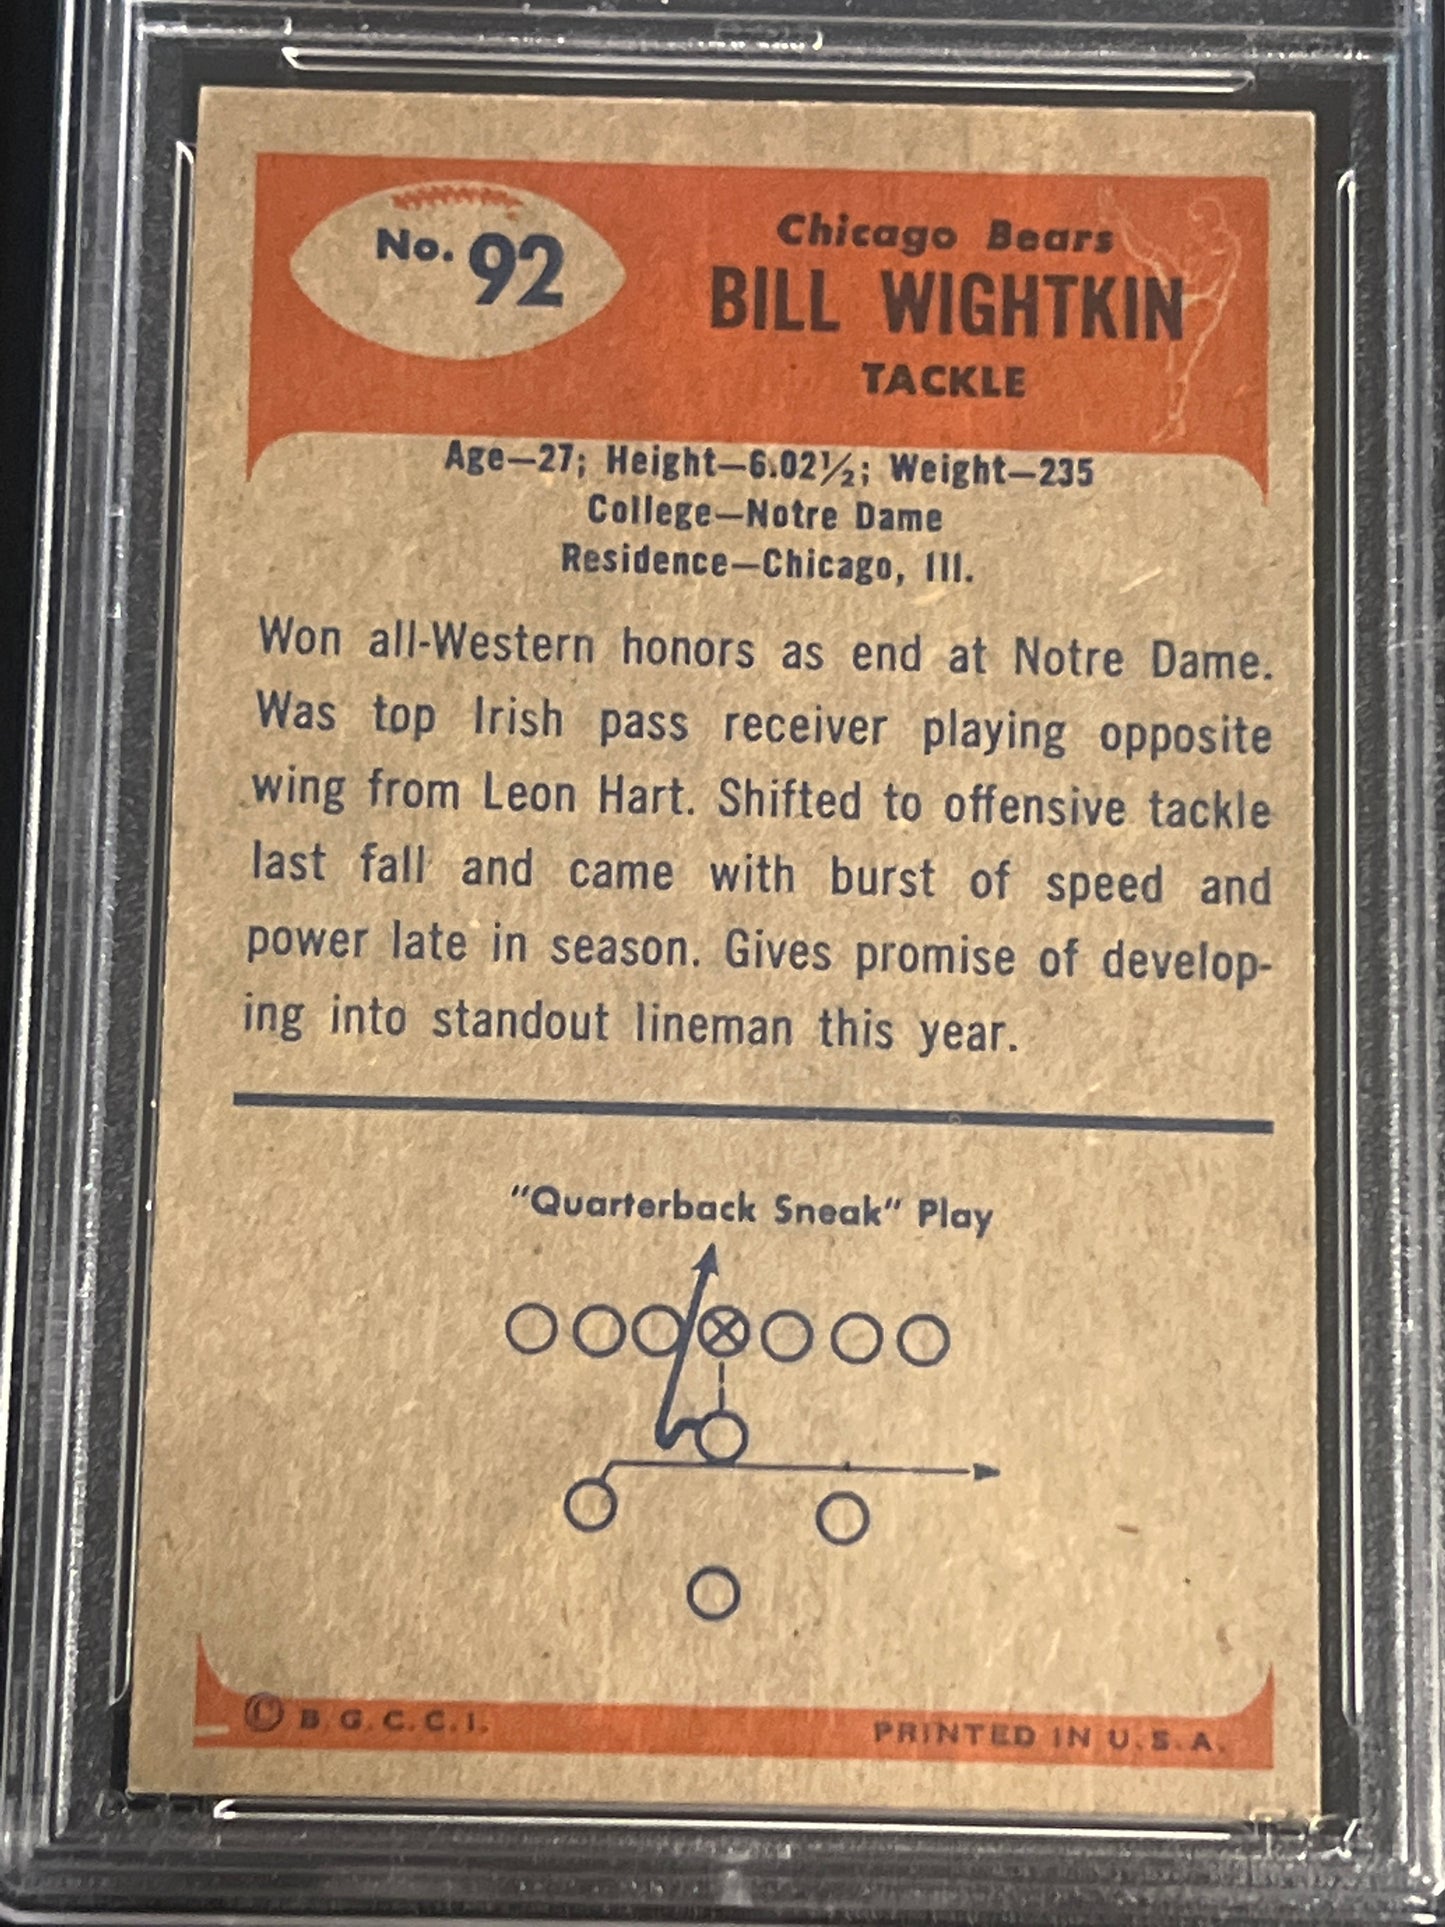 No. 92
Chicago Bears
BILL WIGHTKIN
TACKLE
Age—27; Height—6.02½; Weight—235
College—Notre Dame
Residence—Chicago, Ill.
Won all-Western honors as end at Notre Dame.
Was top Irish pass receiver playing opposite
wing from Leon Hart. Shifted to offensive tackle
last fall and came with burst of speed and
power late in season. Gives promise of develop-
ing into standout lineman this year.
"Quarterback Sneak" Play
© B.G.C.C.I.
PRINTED IN U.S.A.